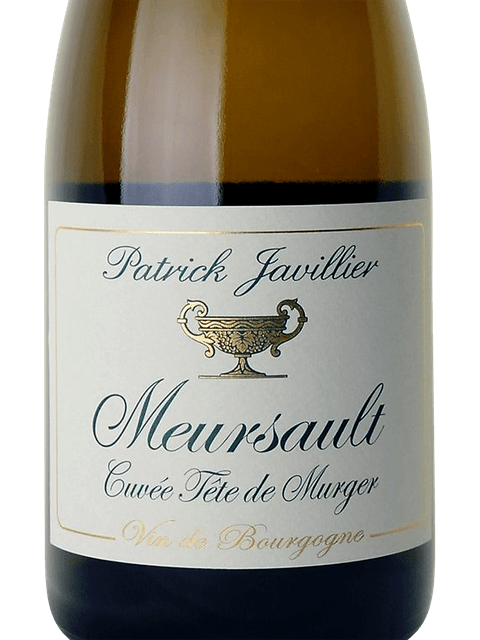 Patrick Javillier
Meursault
Cuvée Tête de Murger
Vin de Bourgogne